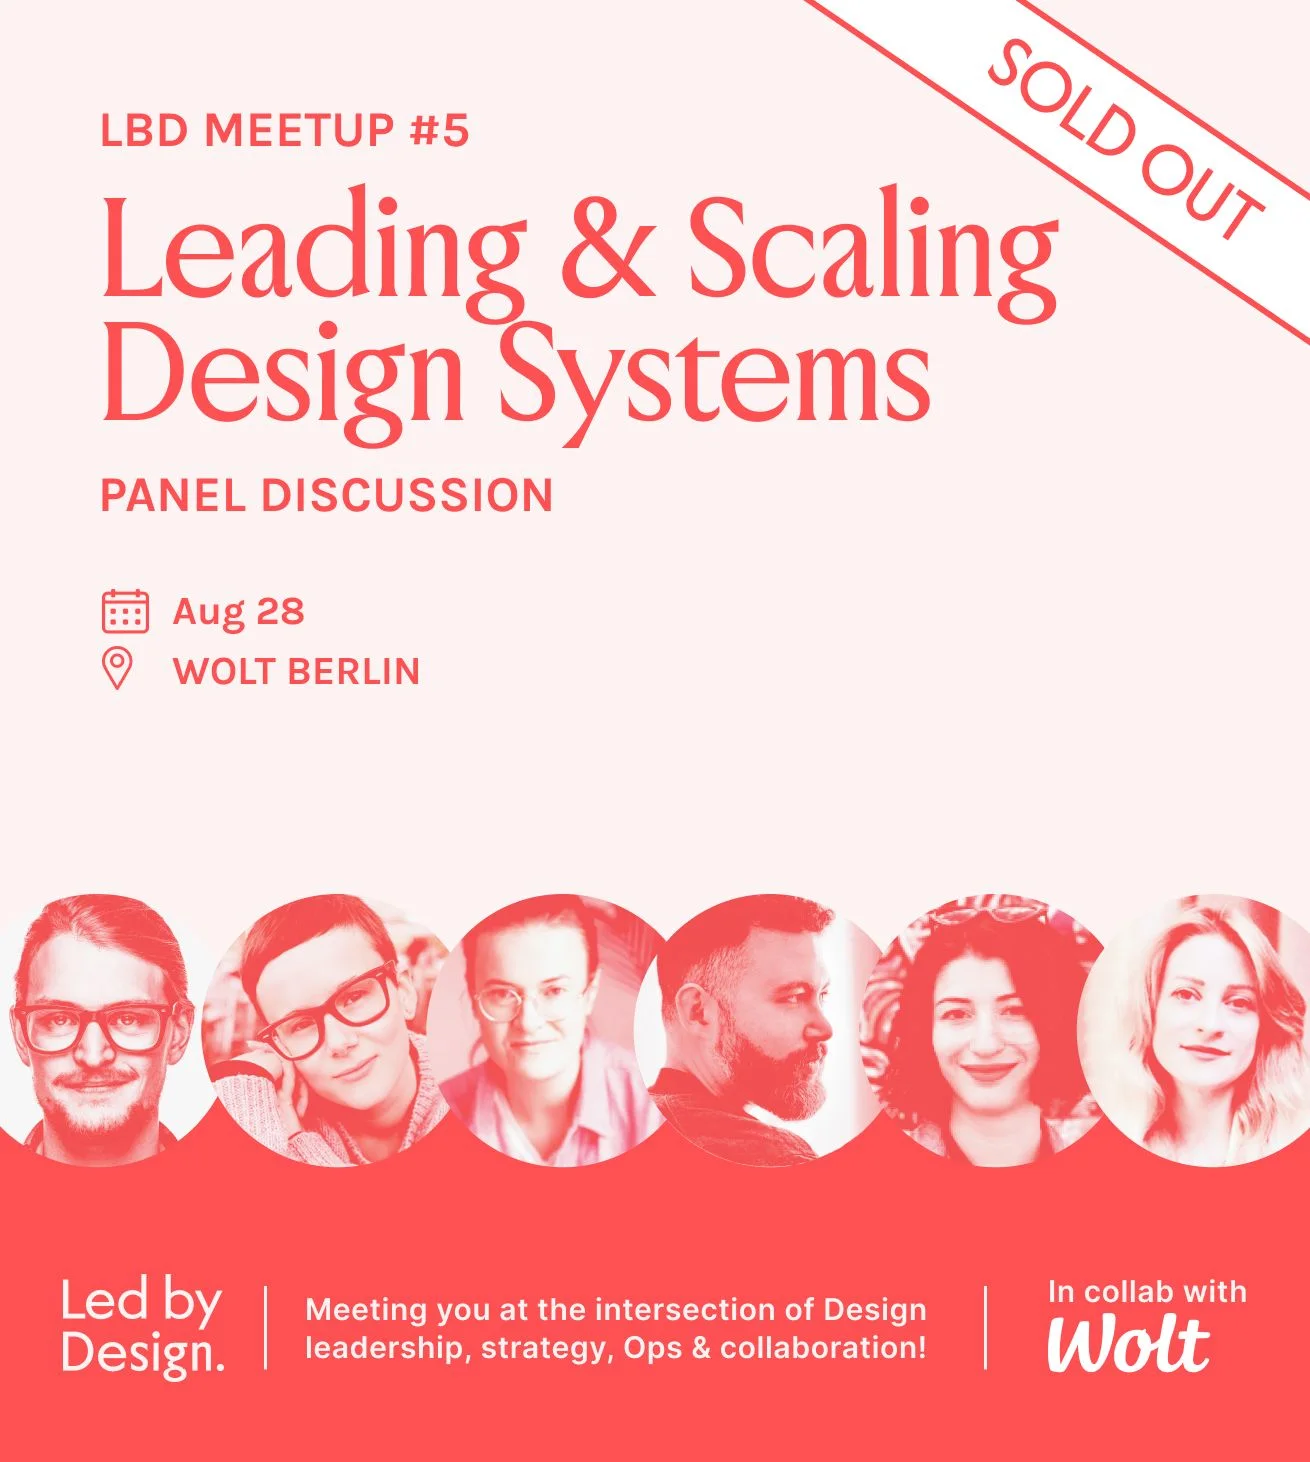 SOLD OUT
LBD MEETUP #5
Leading & Scaling
Design Systems
PANEL DISCUSSION
Aug 28
WOLT BERLIN
Led by
Design.
Meeting you at the intersection of Design
leadership, strategy, Ops & collaboration!
In collab with
Wolt